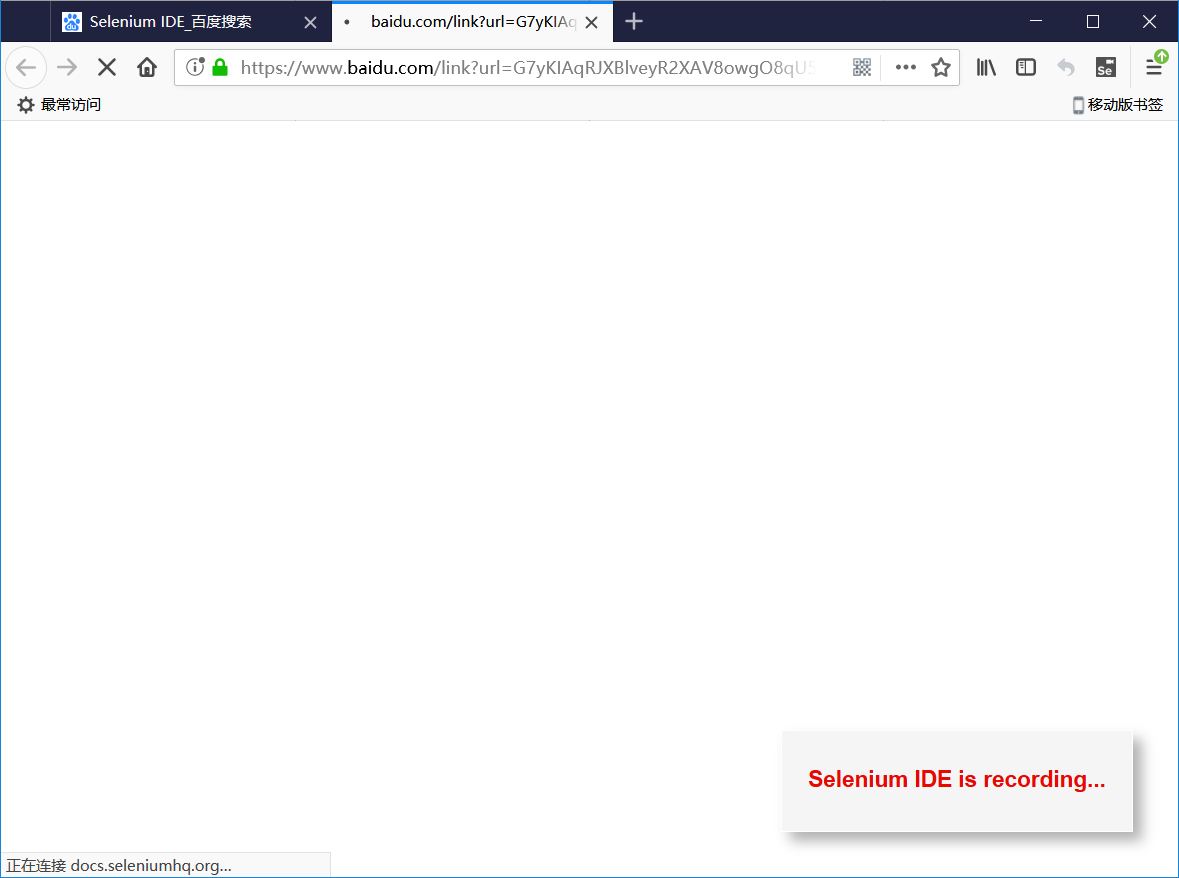 Selenium IDE_百度搜索
baidu.com/link?url=G7yKIAq
https://www.baidu.com/link?url=G7yKIAqRJXBlveyR2XAV8owgO8qU5
Se
最常访问
移动版书签
Selenium IDE is recording...
正在连接 docs.seleniumhq.org...